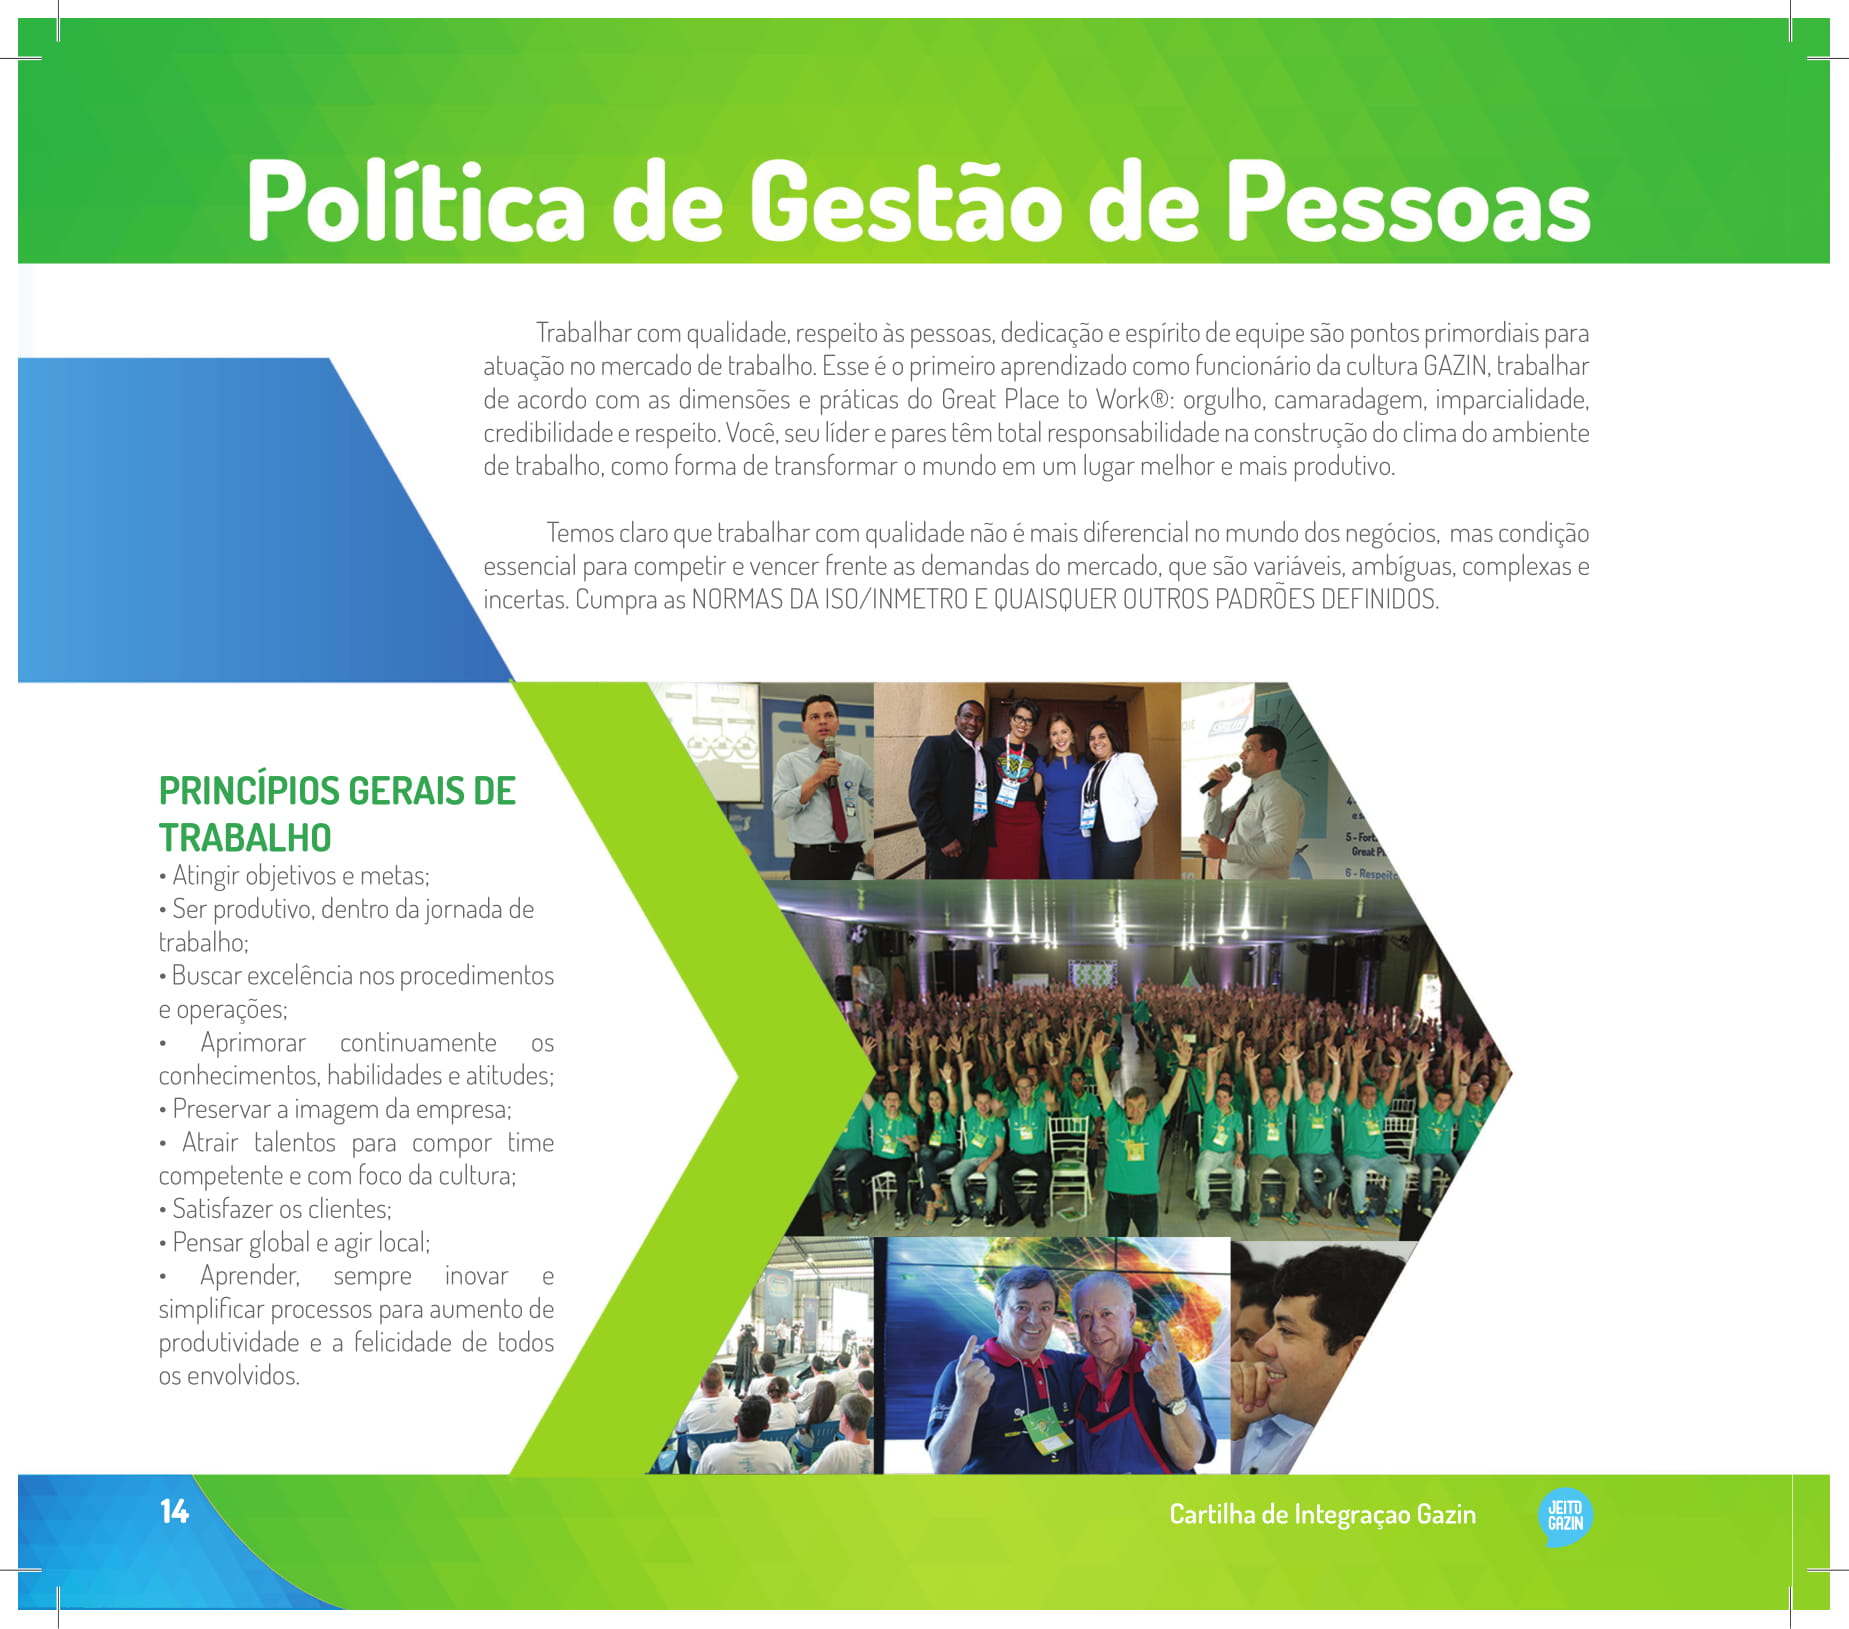 Política de Gestão de Pessoas
Trabalhar com qualidade, respeito às pessoas, dedicação e espírito de equipe são pontos primordiais para
atuação no mercado de trabalho. Esse é o primeiro aprendizado como funcionário da cultura GAZIN, trabalhar
de acordo com as dimensões e práticas do Great Place to Work®: orgulho, camaradagem, imparcialidade,
credibilidade e respeito. Você, seu líder e pares têm total responsabilidade na construção do clima do ambiente
de trabalho, como forma de transformar o mundo em um lugar melhor e mais produtivo.
Temos claro que trabalhar com qualidade não é mais diferencial no mundo dos negócios, mas condição
essencial para competir e vencer frente as demandas do mercado, que são variáveis, ambíguas, complexas e
incertas. Cumpra as NORMAS DA ISO/INMETRO E QUAISQUER OUTROS PADRÕES DEFINIDOS.
PRINCÍPIOS GERAIS DE
TRABALHO
• Atingir objetivos e metas;
• Ser produtivo, dentro da jornada de
trabalho;
• Buscar excelência nos procedimentos
e operações;
• Aprimorar continuamente os
conhecimentos, habilidades e atitudes;
• Preservar a imagem da empresa;
• Atrair talentos para compor time
competente e com foco da cultura;
• Satisfazer os clientes;
• Pensar global e agir local;
• Aprender, sempre inovar e
simplificar processos para aumento de
produtividade e a felicidade de todos
os envolvidos.
5 - Fort
Great P
6 - Respeito
14
Cartilha de Integraçao Gazin
JEITO
GAZIN